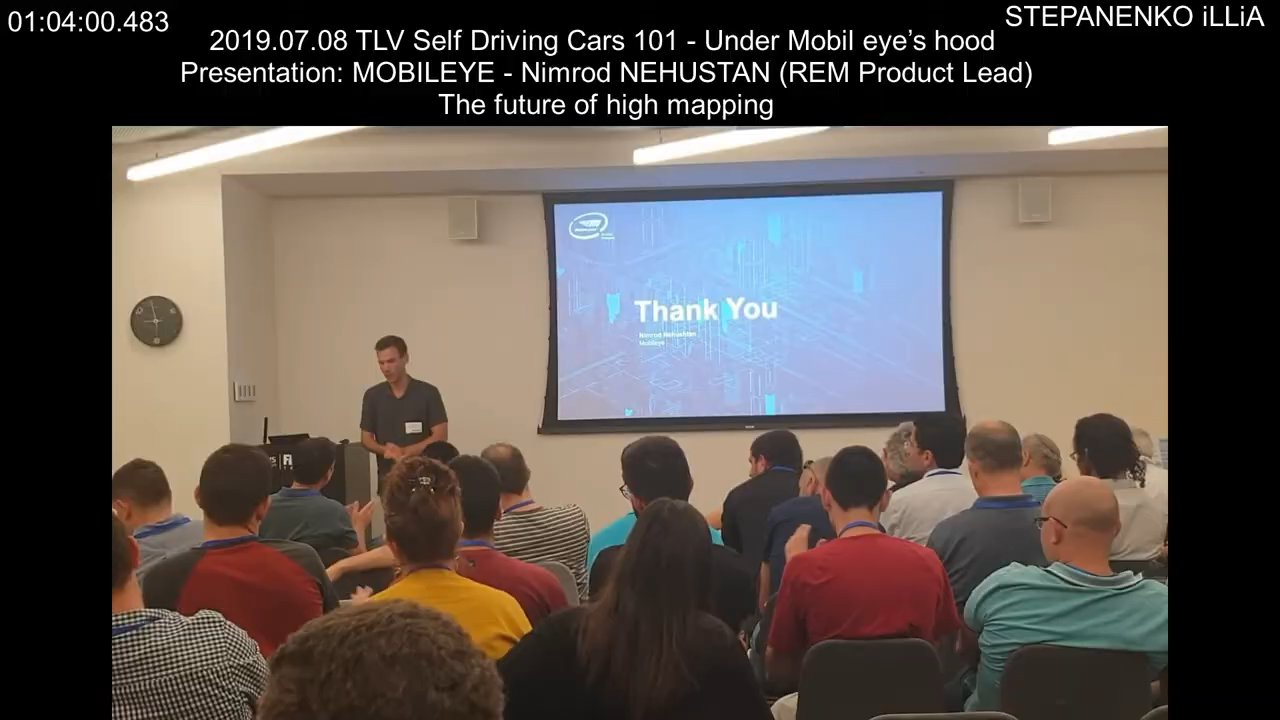 01:04:00.483
STEPANENKO iLLiA
2019.07.08 TLV Self Driving Cars 101 - Under Mobil eye’s hood
Presentation: MOBILEYE - Nimrod NEHUSTAN (REM Product Lead)
The future of high mapping
Thank You
Nimrod Nehushtan
Mobileye